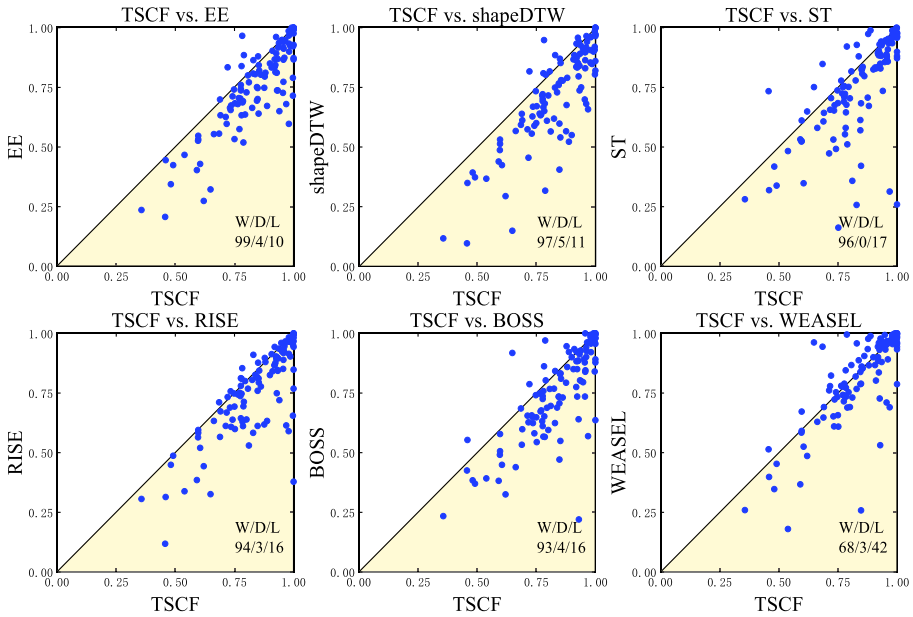 TSCF vs. EE
1.00
0.75
0.50
0.25
0.00
EE
W/D/L
99/4/10
0.00 0.25 0.50 0.75 1.00
TSCF
TSCF vs. shapeDTW
1.00
0.75
0.50
0.25
0.00
shapeDTW
W/D/L
97/5/11
0.00 0.25 0.50 0.75 1.00
TSCF
TSCF vs. ST
1.00
0.75
0.50
0.25
0.00
ST
W/D/L
96/0/17
0.00 0.25 0.50 0.75 1.00
TSCF
TSCF vs. RISE
1.00
0.75
0.50
0.25
0.00
RISE
W/D/L
94/3/16
0.00 0.25 0.50 0.75 1.00
TSCF
TSCF vs. BOSS
1.00
0.75
0.50
0.25
0.00
BOSS
W/D/L
93/4/16
0.00 0.25 0.50 0.75 1.00
TSCF
TSCF vs. WEASEL
1.00
0.75
0.50
0.25
0.00
WEASEL
W/D/L
68/3/42
0.00 0.25 0.50 0.75 1.00
TSCF